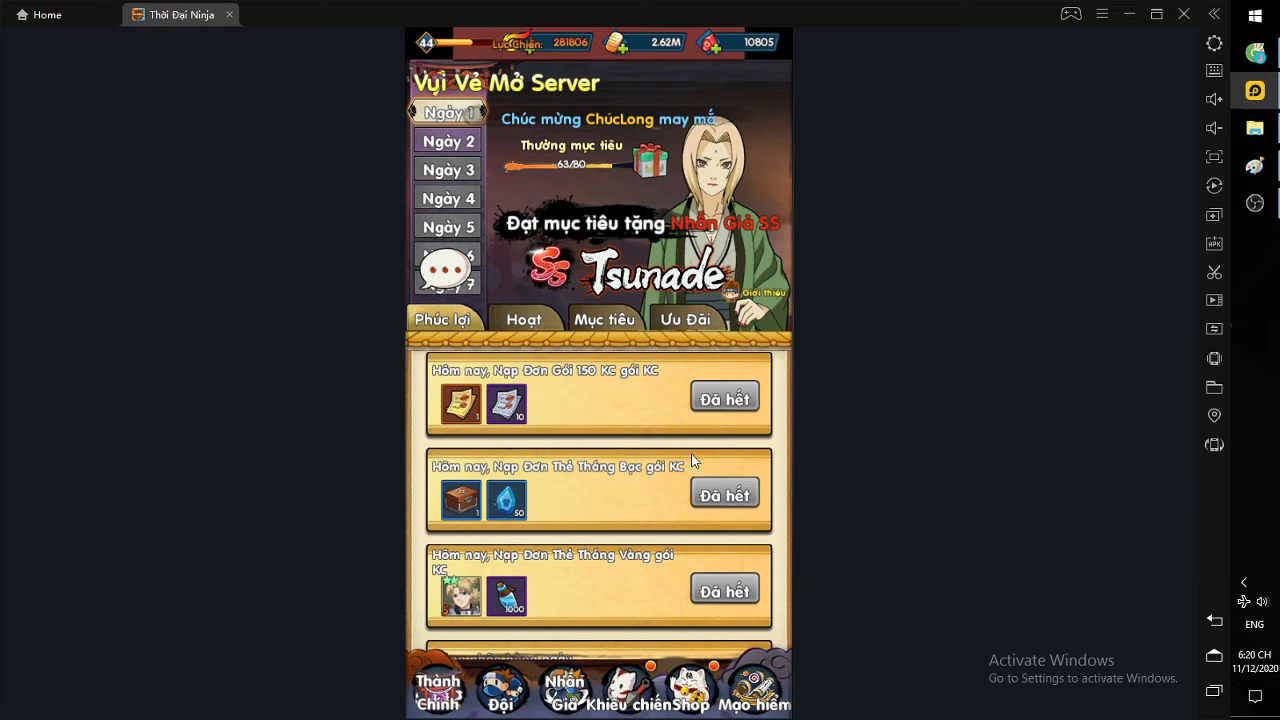 Home
Thời Đại Ninja
44
Lực Chiến: 281806
2.62M
10805
Vui Vẻ Mở Server
Ngày 1
Chúc mừng ChúcLong may mắ
Thưởng mục tiêu
63/80
Ngày 2
Ngày 3
Ngày 4
Ngày 5
Đạt mục tiêu tặng Nhẫn Giả SS
6
7
SS Tsunade
Giới thiệu
Phúc lợi
Hoạt
Mục tiêu
Ưu Đãi
Hôm nay, Nạp Đơn Gói 150 KC gói KC
1
10
Đã hết
Hôm nay, Nạp Đơn Thẻ Tháng Bạc gói KC
1
50
Đã hết
Hôm nay, Nạp Đơn Thẻ Tháng Vàng gói
KC
5
1
1000
Đã hết
Thành
Chính
Đội
Nhẫn
Giả
Khiêu chiến
Shop
Mạo hiểm
APK
Activate Windows
Go to Settings to activate Windows.
ENG
6:20 CH
11/12/2020